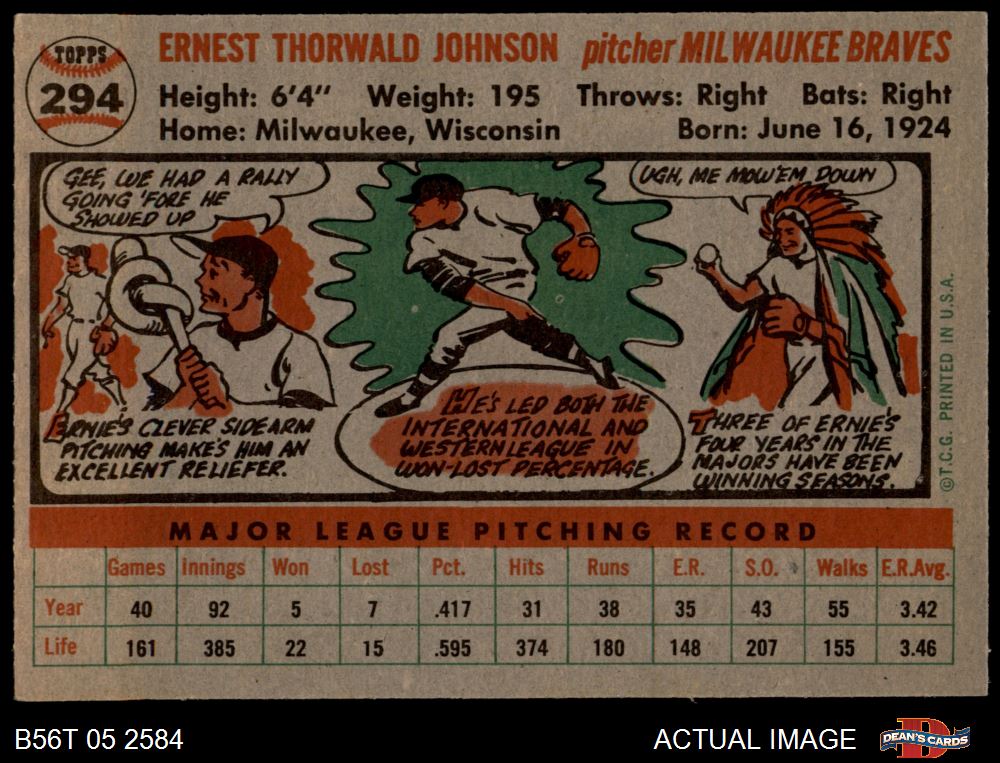 TOPPS
294
ERNEST THORWALD JOHNSON pitcher MILWAUKEE BRAVES
Height: 6'4" Weight: 195 Throws: Right Bats: Right
Home: Milwaukee, Wisconsin Born: June 16, 1924
GEE, WE HAD A RALLY
GOING 'FORE HE
SHOWED UP
UGH, ME MOW'EM DOWN
ERNIE'S CLEVER SIDEARM
PITCHING MAKES HIM AN
EXCELLENT RELIEFER.
HE'S LED BOTH THE
INTERNATIONAL AND
WESTERN LEAGUE IN
WON-LOST PERCENTAGE.
THREE OF ERNIE'S
FOUR YEARS IN THE
MAJORS HAVE BEEN
WINNING SEASONS.
©T.C.G. PRINTED IN U.S.A.
MAJOR LEAGUE PITCHING RECORD
Games Innings Won Lost Pct. Hits Runs E.R. S.O. Walks E.R.Avg.
Year 40 92 5 7 .417 31 38 35 43 55 3.42
Life 161 385 22 15 .595 374 180 148 207 155 3.46
B56T 05 2584 ACTUAL IMAGE
D
DEAN'S CARDS